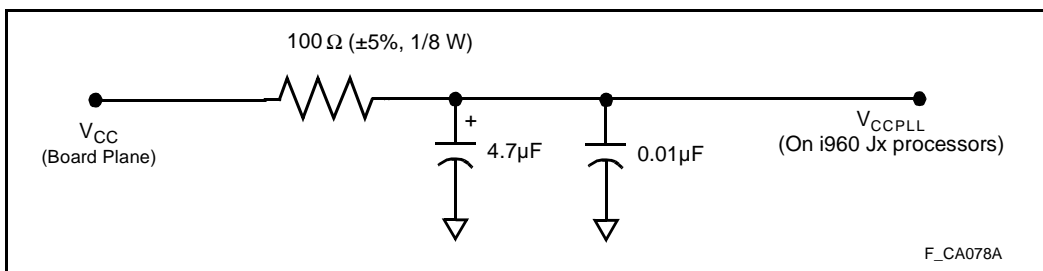 100 Ω (±5%, 1/8 W)
VCC
(Board Plane)
+
4.7µF
0.01µF
VCCPLL
(On i960 Jx processors)
F_CA078A